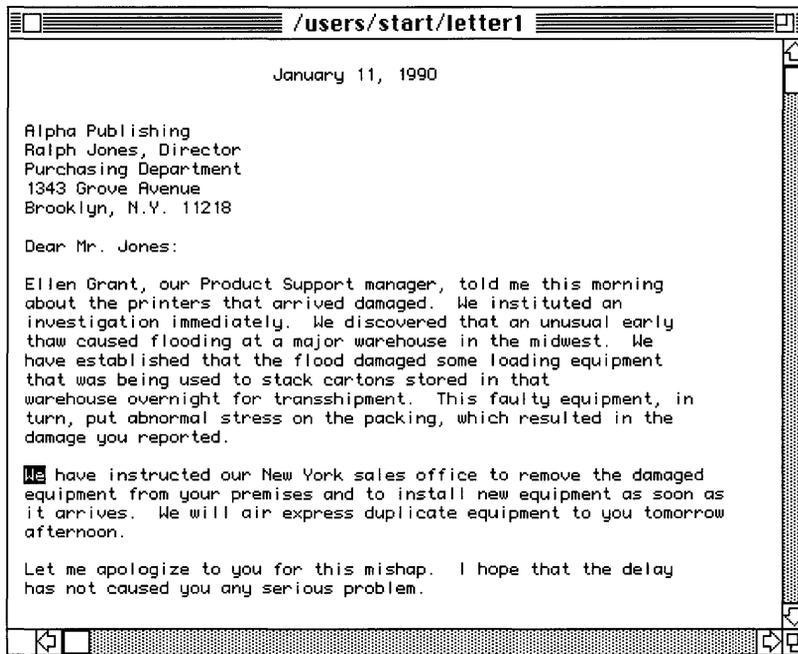 /users/start/letter1
January 11, 1990
Alpha Publishing
Ralph Jones, Director
Purchasing Department
1343 Grove Avenue
Brooklyn, N.Y. 11218
Dear Mr. Jones:
Ellen Grant, our Product Support manager, told me this morning
about the printers that arrived damaged.  We instituted an
investigation immediately.  We discovered that an unusual early
thaw caused flooding at a major warehouse in the midwest.  We
have established that the flood damaged some loading equipment
that was being used to stack cartons stored in that
warehouse overnight for transshipment.  This faulty equipment, in
turn, put abnormal stress on the packing, which resulted in the
damage you reported.
We have instructed our New York sales office to remove the damaged
equipment from your premises and to install new equipment as soon as
it arrives.  We will air express duplicate equipment to you tomorrow
afternoon.
Let me apologize to you for this mishap.  I hope that the delay
has not caused you any serious problem.